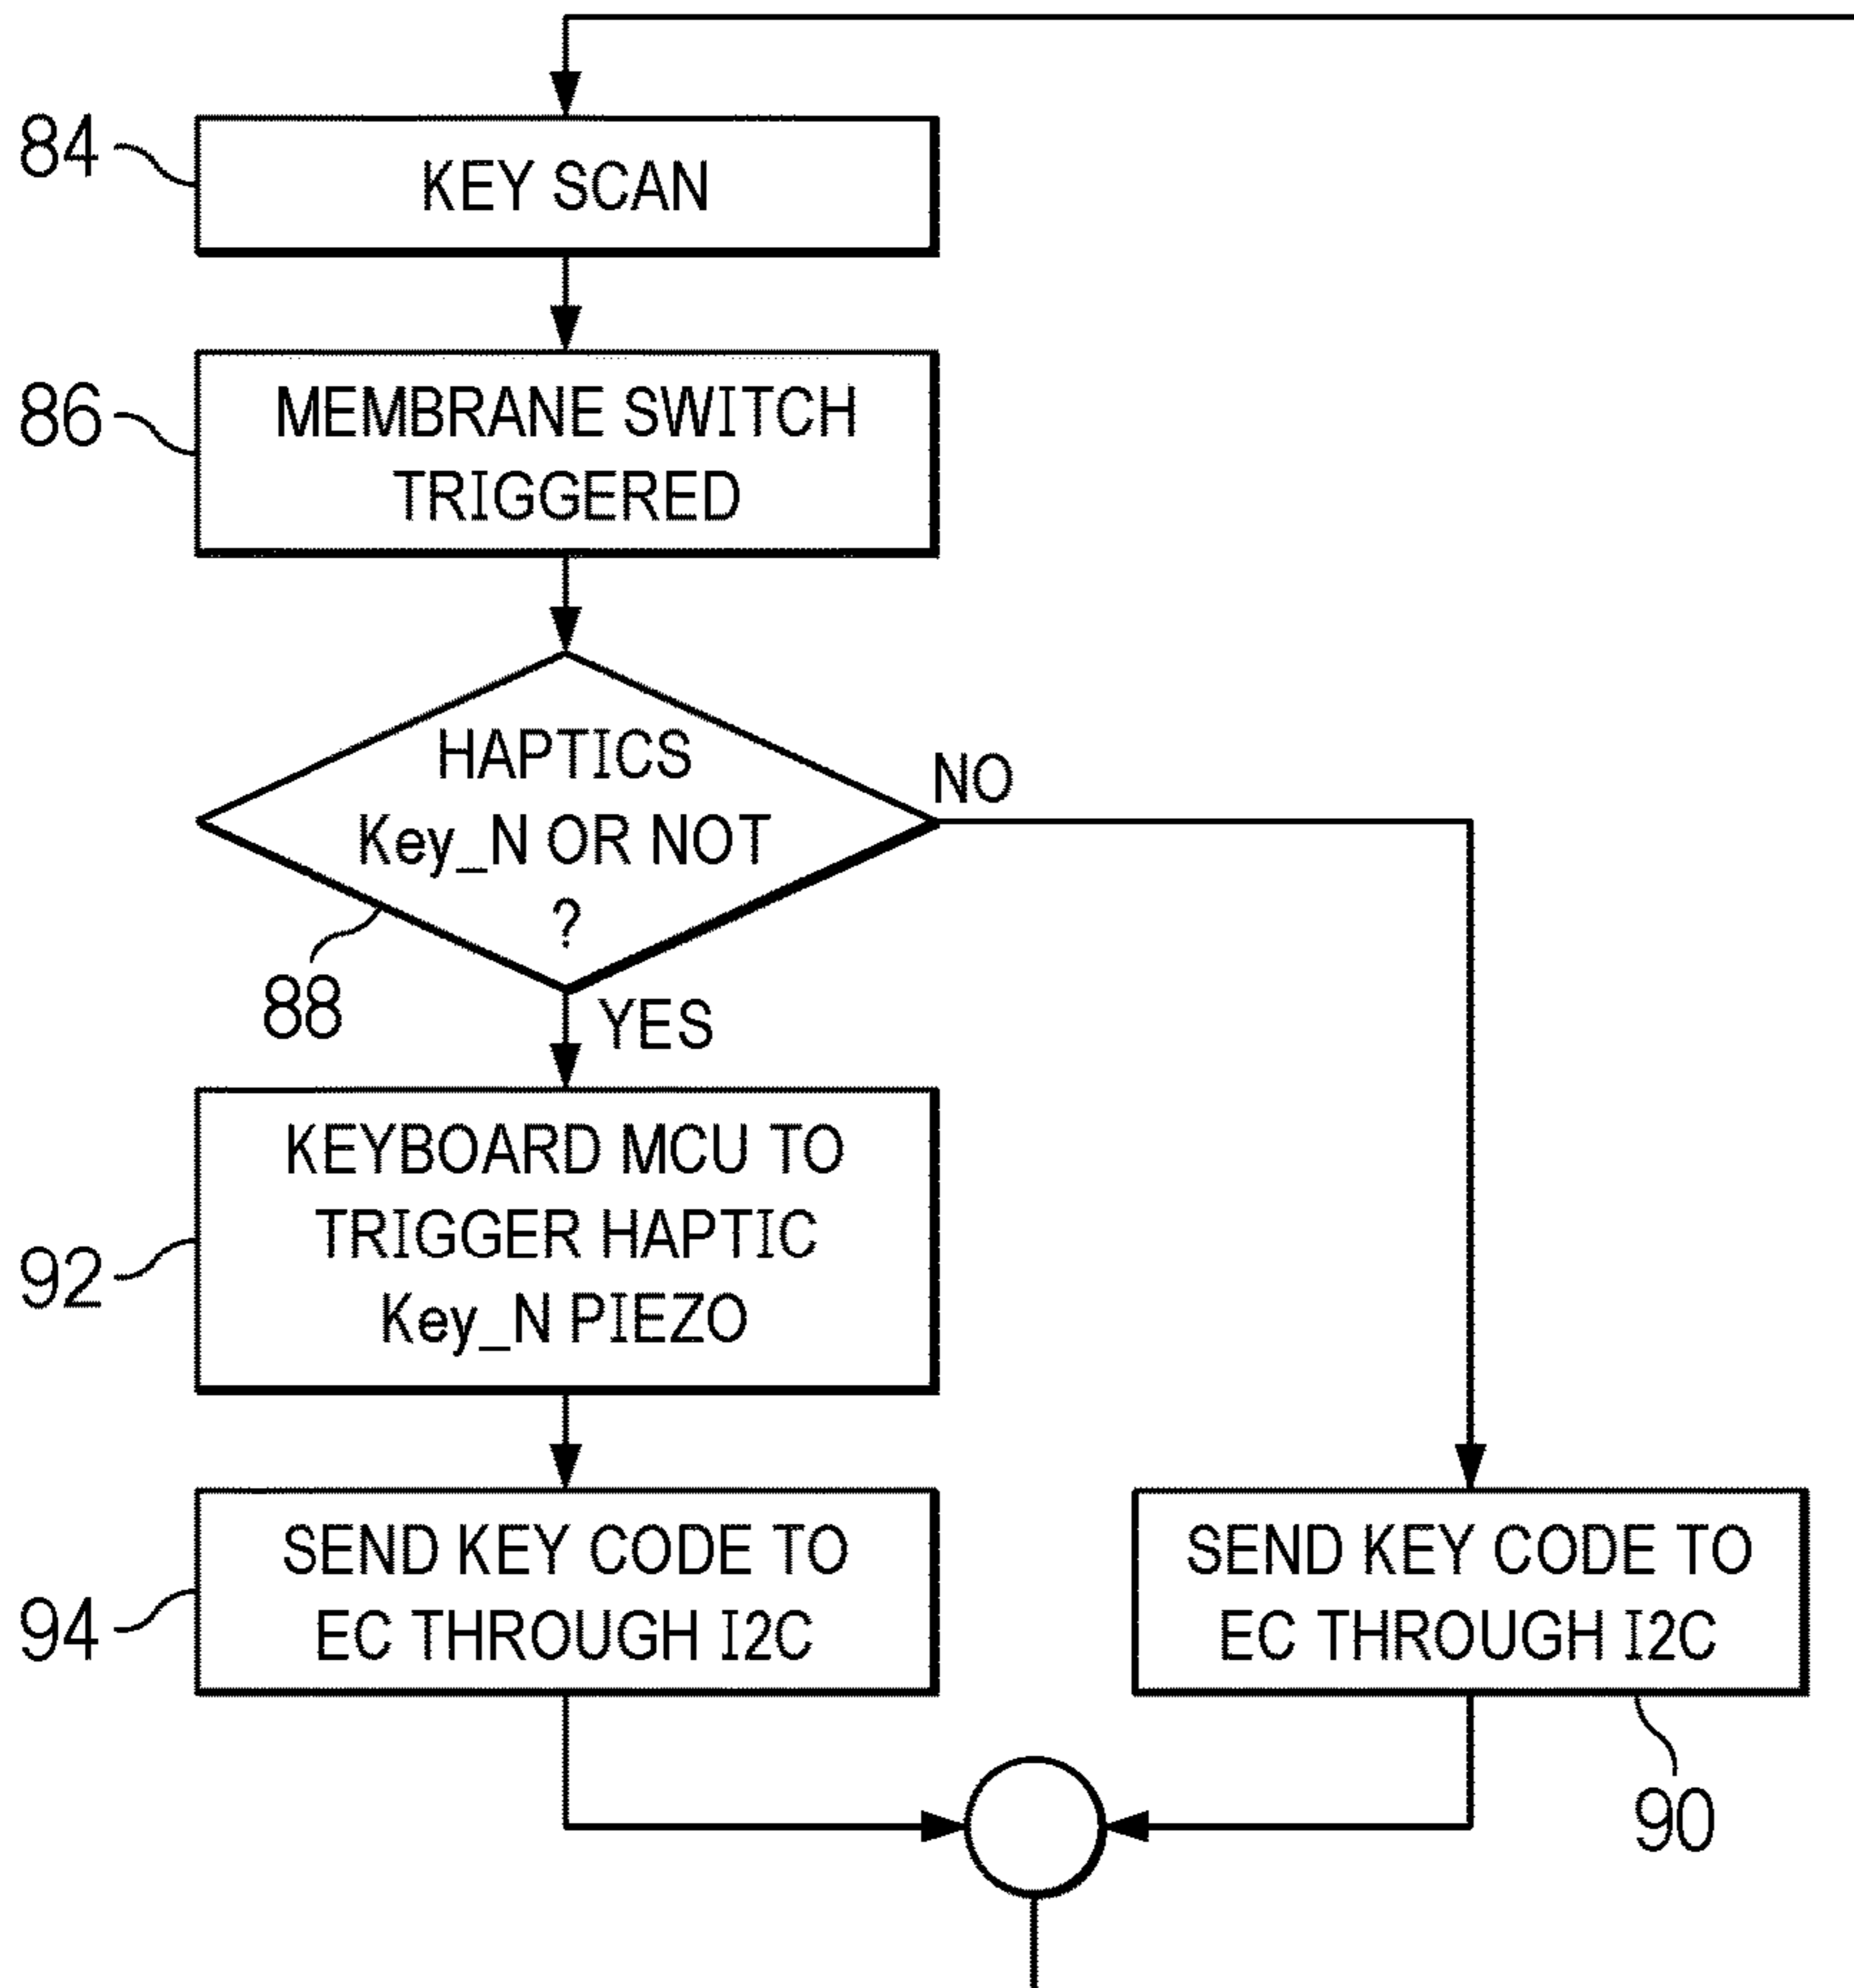 84
KEY SCAN
86
MEMBRANE SWITCH
TRIGGERED
HAPTICS
Key_N OR NOT
?
NO
88
YES
92
KEYBOARD MCU TO
TRIGGER HAPTIC
Key_N PIEZO
94
SEND KEY CODE TO
EC THROUGH I2C
SEND KEY CODE TO
EC THROUGH I2C
90